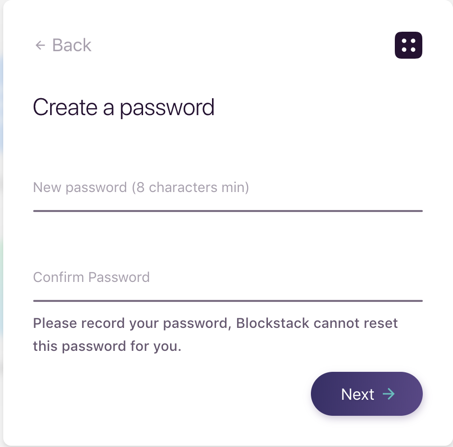 ← Back
Create a password
New password (8 characters min)
Confirm Password
Please record your password, Blockstack cannot reset
this password for you.
Next →